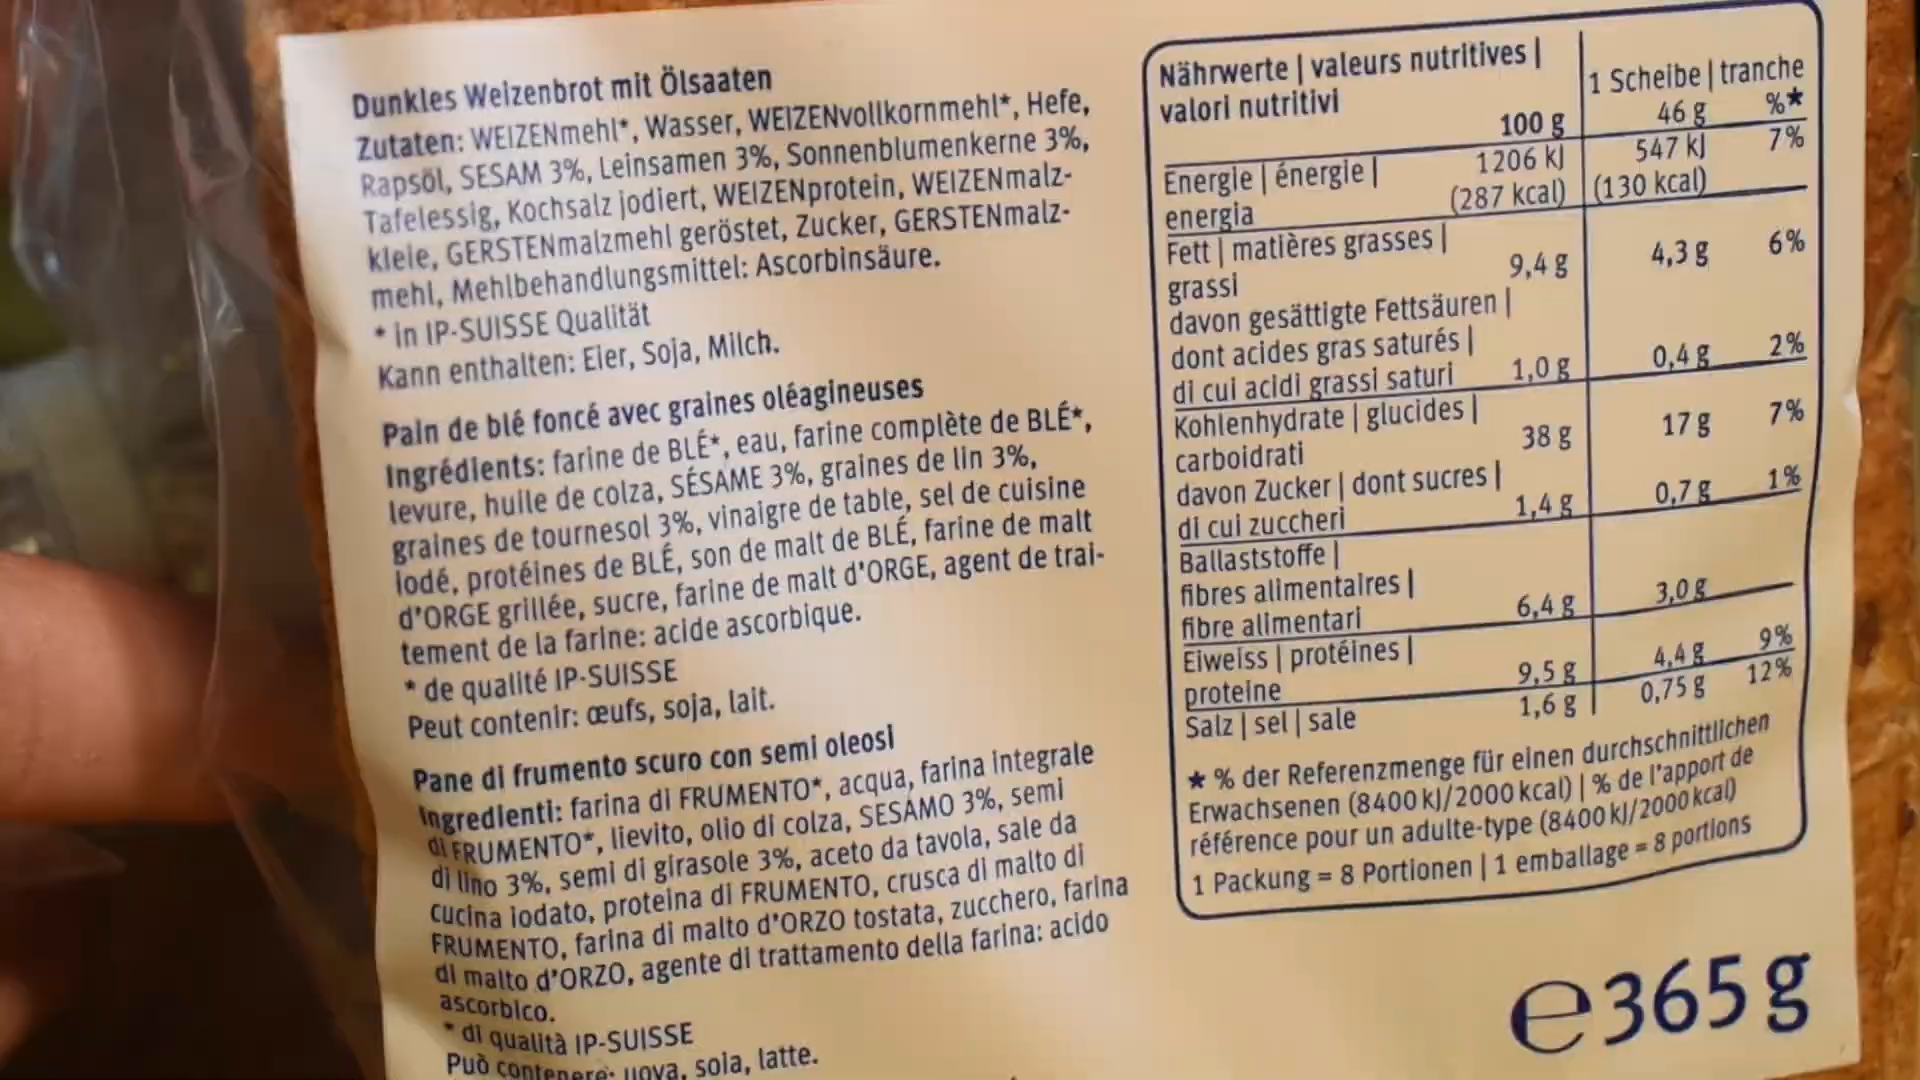 Dunkles Weizenbrot mit Ölsaaten
Zutaten: WEIZENmehl*, Wasser, WEIZENvollkornmehl*, Hefe,
Rapsöl, SESAM 3%, Leinsamen 3%, Sonnenblumenkerne 3%,
Tafelessig, Kochsalz jodiert, WEIZENprotein, WEIZENmalz-
kleie, GERSTENmalzmehl geröstet, Zucker, GERSTENmalz-
mehl, Mehlbehandlungsmittel: Ascorbinsäure.
* in IP-SUISSE Qualität
Kann enthalten: Eier, Soja, Milch.
Pain de blé foncé avec graines oléagineuses
Ingrédients: farine de BLÉ*, eau, farine complète de BLÉ*,
levure, huile de colza, SÉSAME 3%, graines de lin 3%,
graines de tournesol 3%, vinaigre de table, sel de cuisine
iodé, protéines de BLÉ, son de malt de BLÉ, farine de malt
d'ORGE grillée, sucre, farine de malt d'ORGE, agent de trai-
tement de la farine: acide ascorbique.
* de qualité IP-SUISSE
Peut contenir: œufs, soja, lait.
Pane di frumento scuro con semi oleosi
Ingredienti: farina di FRUMENTO*, acqua, farina integrale
di FRUMENTO*, lievito, olio di colza, SESAMO 3%, semi
di lino 3%, semi di girasole 3%, aceto da tavola, sale da
cucina iodato, proteina di FRUMENTO, crusca di malto di
FRUMENTO, farina di malto d'ORZO tostata, zucchero, farina
di malto d'ORZO, agente di trattamento della farina: acido
ascorbico.
* di qualità IP-SUISSE
Può contenere: uova, soia, latte.
Nährwerte | valeurs nutritives |
valori nutritivi
100 g
1 Scheibe | tranche
46 g %★
Energie | énergie | 1206 kJ 547 kJ 7%
energia (287 kcal) (130 kcal)
Fett | matières grasses |
grassi 9,4 g 4,3 g 6%
davon gesättigte Fettsäuren |
dont acides gras saturés |
di cui acidi grassi saturi 1,0 g 0,4 g 2%
Kohlenhydrate | glucides |
carboidrati 38 g 17 g 7%
davon Zucker | dont sucres |
di cui zuccheri 1,4 g 0,7 g 1%
Ballaststoffe |
fibres alimentaires |
fibre alimentari 6,4 g 3,0 g
Eiweiss | protéines |
proteine 9,5 g 4,4 g 9%
Salz | sel | sale 1,6 g 0,75 g 12%
★ % der Referenzmenge für einen durchschnittlichen
Erwachsenen (8400 kJ/2000 kcal) | % de l'apport de
référence pour un adulte-type (8400 kJ/2000 kcal)
1 Packung = 8 Portionen | 1 emballage = 8 portions
℮365 g